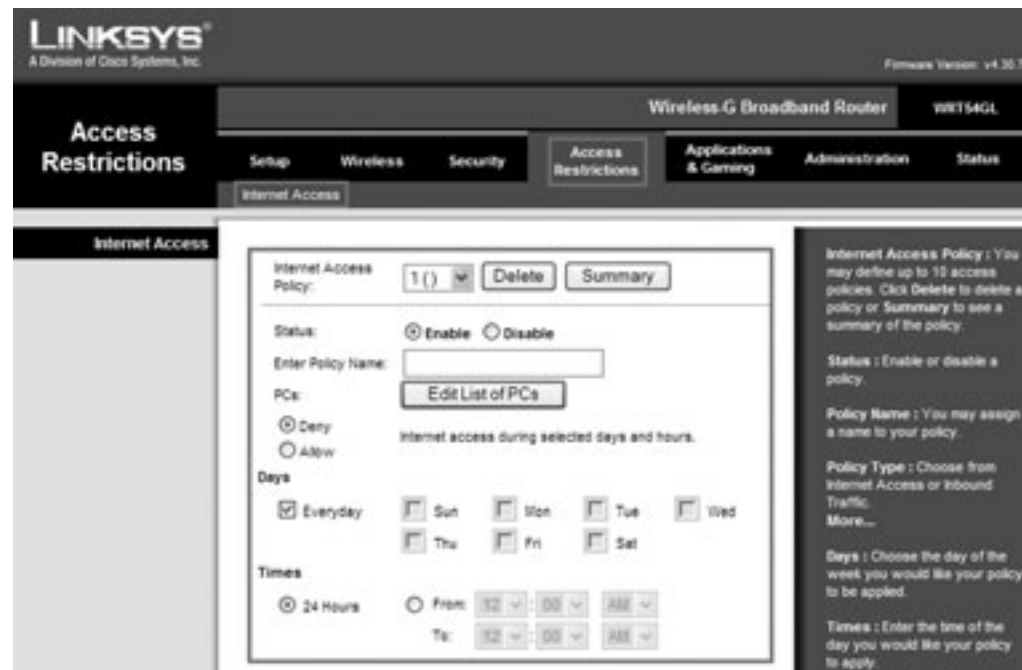 LINKSYS®
A Division of Cisco Systems, Inc.
Firmware Version: v4.30.7
Wireless-G Broadband Router
WRT54GL
Access
Restrictions
Setup
Wireless
Security
Access
Restrictions
Applications
& Gaming
Administration
Status
Internet Access
Internet Access
Internet Access
Policy:
1 ()
Delete
Summary
Status:
Enable
Disable
Enter Policy Name:
PCs:
Edit List of PCs
Deny
Allow
Internet access during selected days and hours.
Days
Everyday
Sun
Mon
Tue
Wed
Thu
Fri
Sat
Times
24 Hours
From: 12 : 00 AM
To: 12 : 00 AM
Internet Access Policy : You
may define up to 10 access
policies. Click Delete to delete a
policy or Summary to see a
summary of the policy.
Status : Enable or disable a
policy.
Policy Name : You may assign
a name to your policy.
Policy Type : Choose from
Internet Access or Inbound
Traffic.
More...
Days : Choose the day of the
week you would like your policy
to be applied.
Times : Enter the time of the
day you would like your policy
to apply